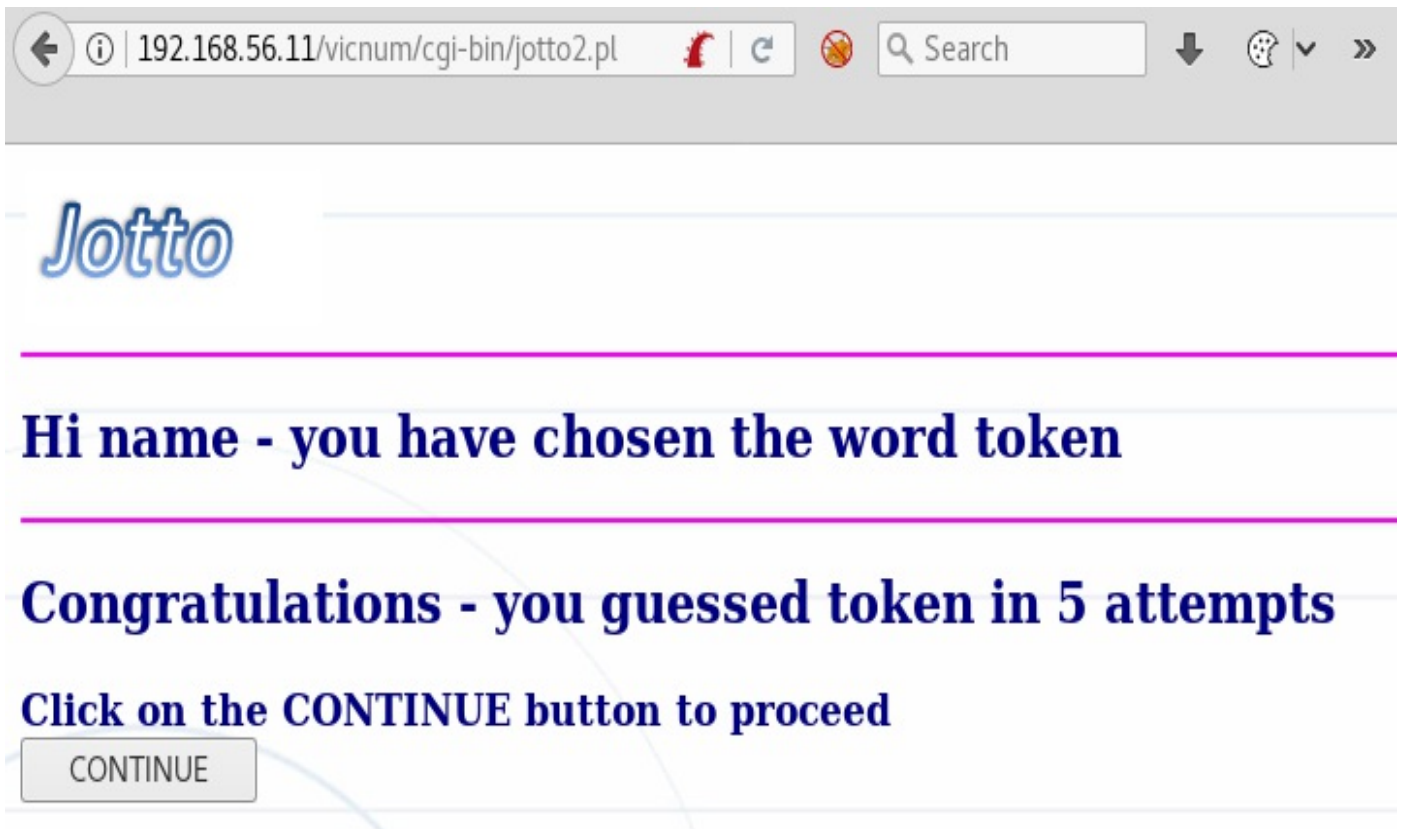 192.168.56.11/vicnum/cgi-bin/jotto2.pl Search
Jotto
Hi name - you have chosen the word token
Congratulations - you guessed token in 5 attempts
Click on the CONTINUE button to proceed
CONTINUE